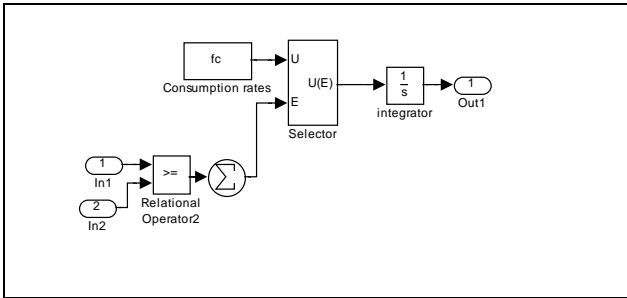 fc
Consumption rates
U
E
U(E)
Selector
1
s
integrator
1
Out1
1
In1
2
In2
>=
Relational
Operator2